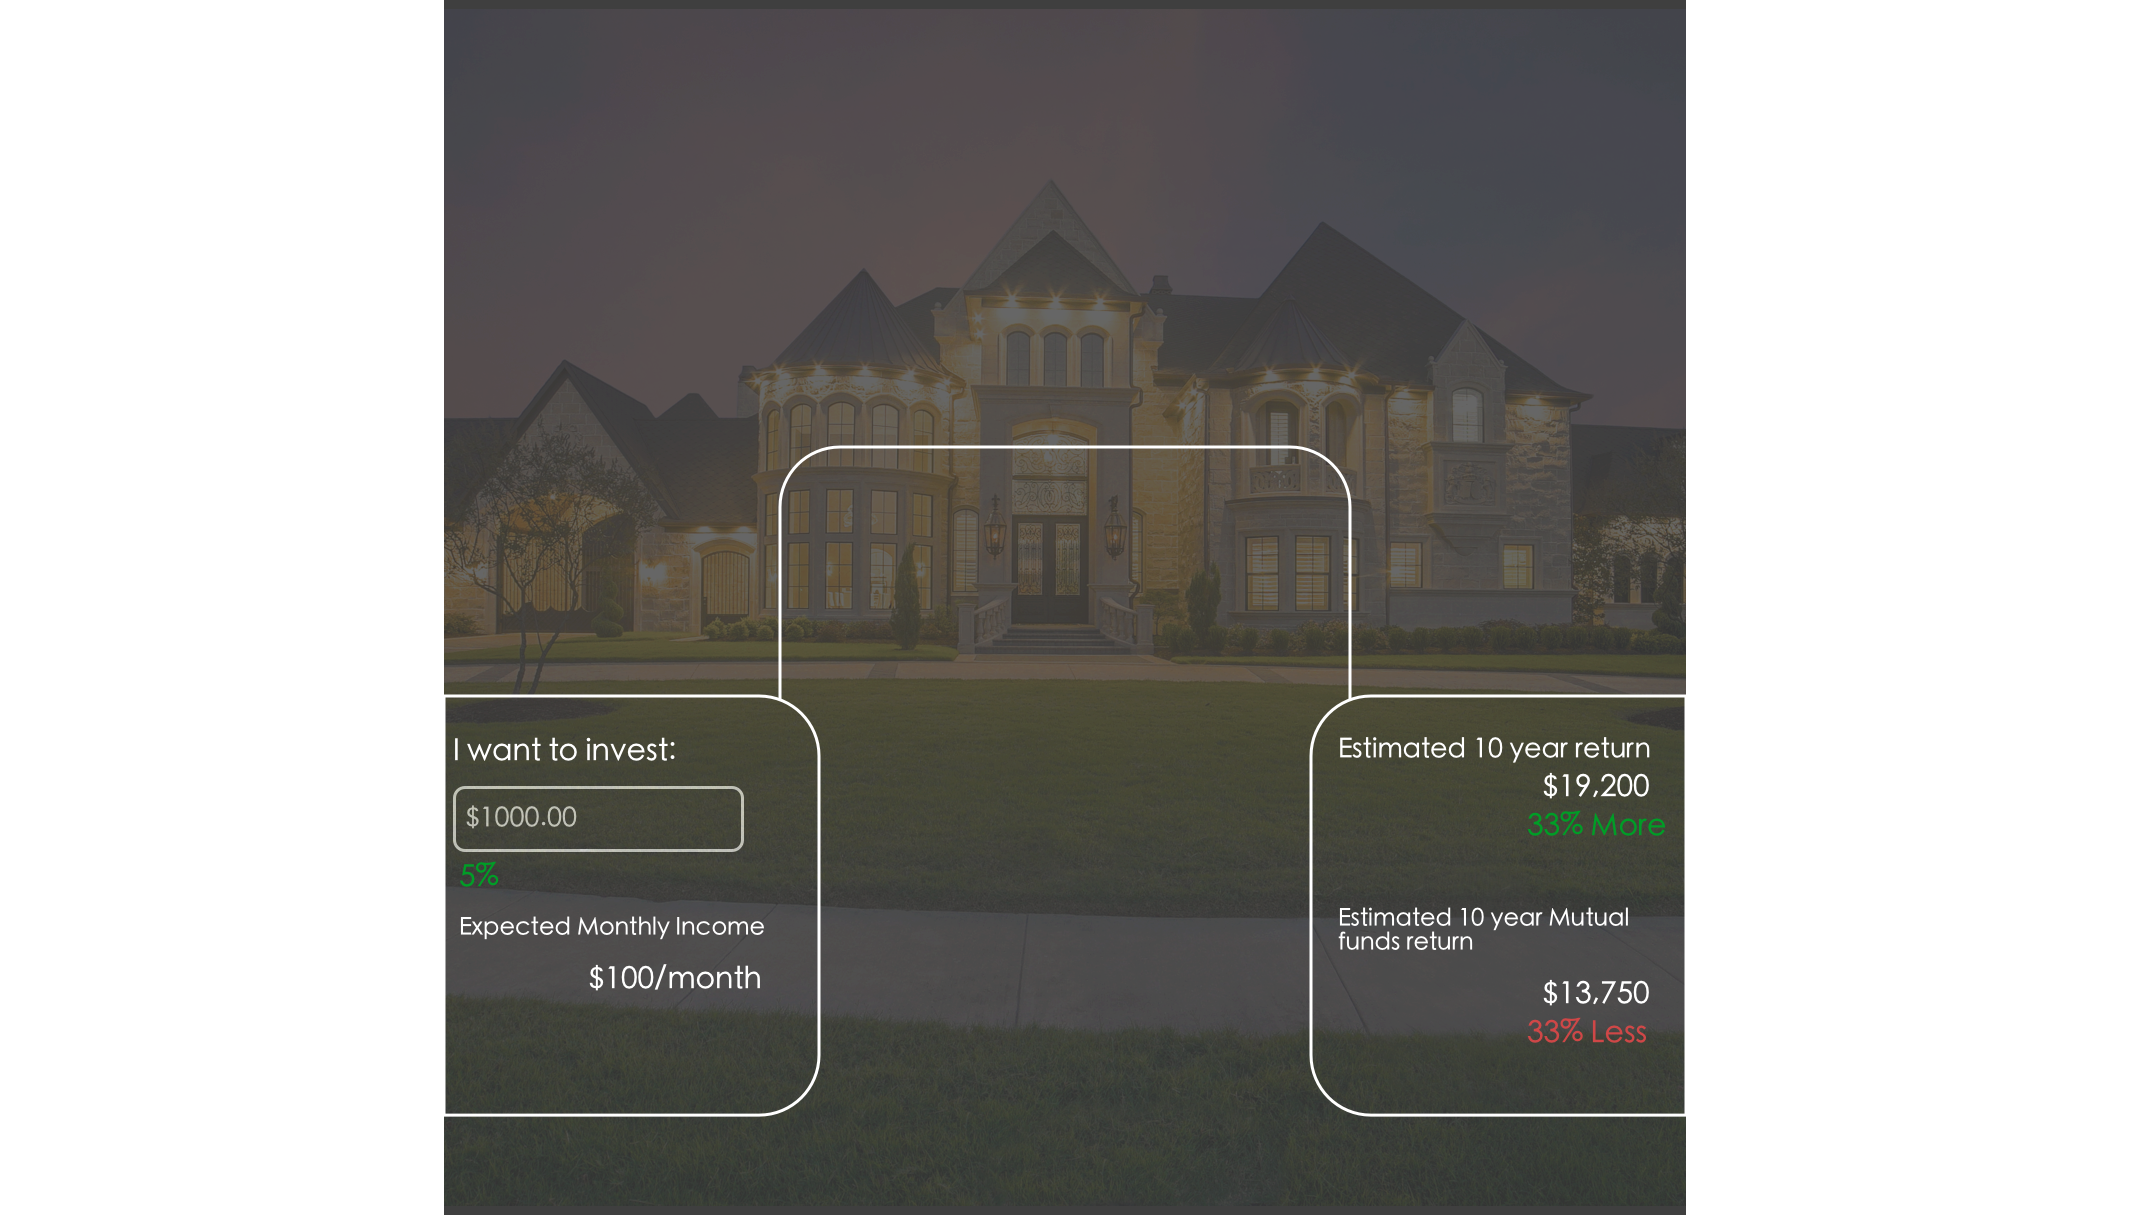 I want to invest:
$1000.00
5%
Expected Monthly Income
$100/month
Estimated 10 year return
$19,200
33% More
Estimated 10 year Mutual
funds return
$13,750
33% Less